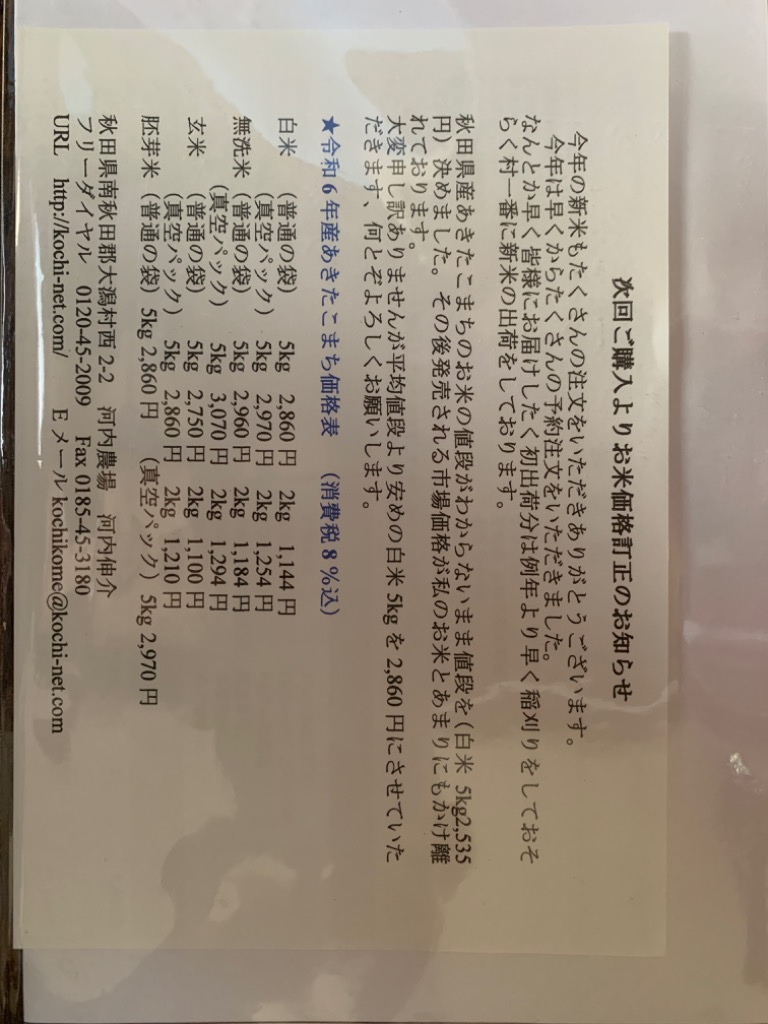 次回ご購入よりお米価格訂正のお知らせ
今年の新米もたくさんの注文をいただきありがとうございます。
今年は早くからたくさんの予約注文をいただきました。
なんとか早く皆様にお届けしたく初出荷分は例年より早く稲刈りをしておそ
らく村一番に新米の出荷をしております。
秋田県産あきたこまちのお米の値段がわからないまま値段を(白米 5kg2,535
円)決めました。その後発売される市場価格が私のお米とあまりにもかけ離
れております。
大変申し訳ありませんが平均値段より安めの白米 5kg を 2,860 円にさせていた
だきます、何とぞよろしくお願いします。
★令和 6 年産あきたこまち価格表 (消費税 8 %込)
白米 (普通の袋) 5kg 2,860 円 2kg 1,144 円
(真空パック) 5kg 2,970 円 2kg 1,254 円
無洗米 (普通の袋) 5kg 2,960 円 2kg 1,184 円
(真空パック) 5kg 3,070 円 2kg 1,294 円
玄米 (普通の袋) 5kg 2,750 円 2kg 1,100 円
(真空パック) 5kg 2,860 円 2kg 1,210 円
胚芽米 (普通の袋) 5kg 2,860 円 (真空パック) 5kg 2,970 円
秋田県南秋田郡大潟村西 2-2 河内農場 河内伸介
フリーダイヤル 0120-45-2009 Fax 0185-45-3180
URL http://kochi-net.com/ E メール kochikome@kochi-net.com